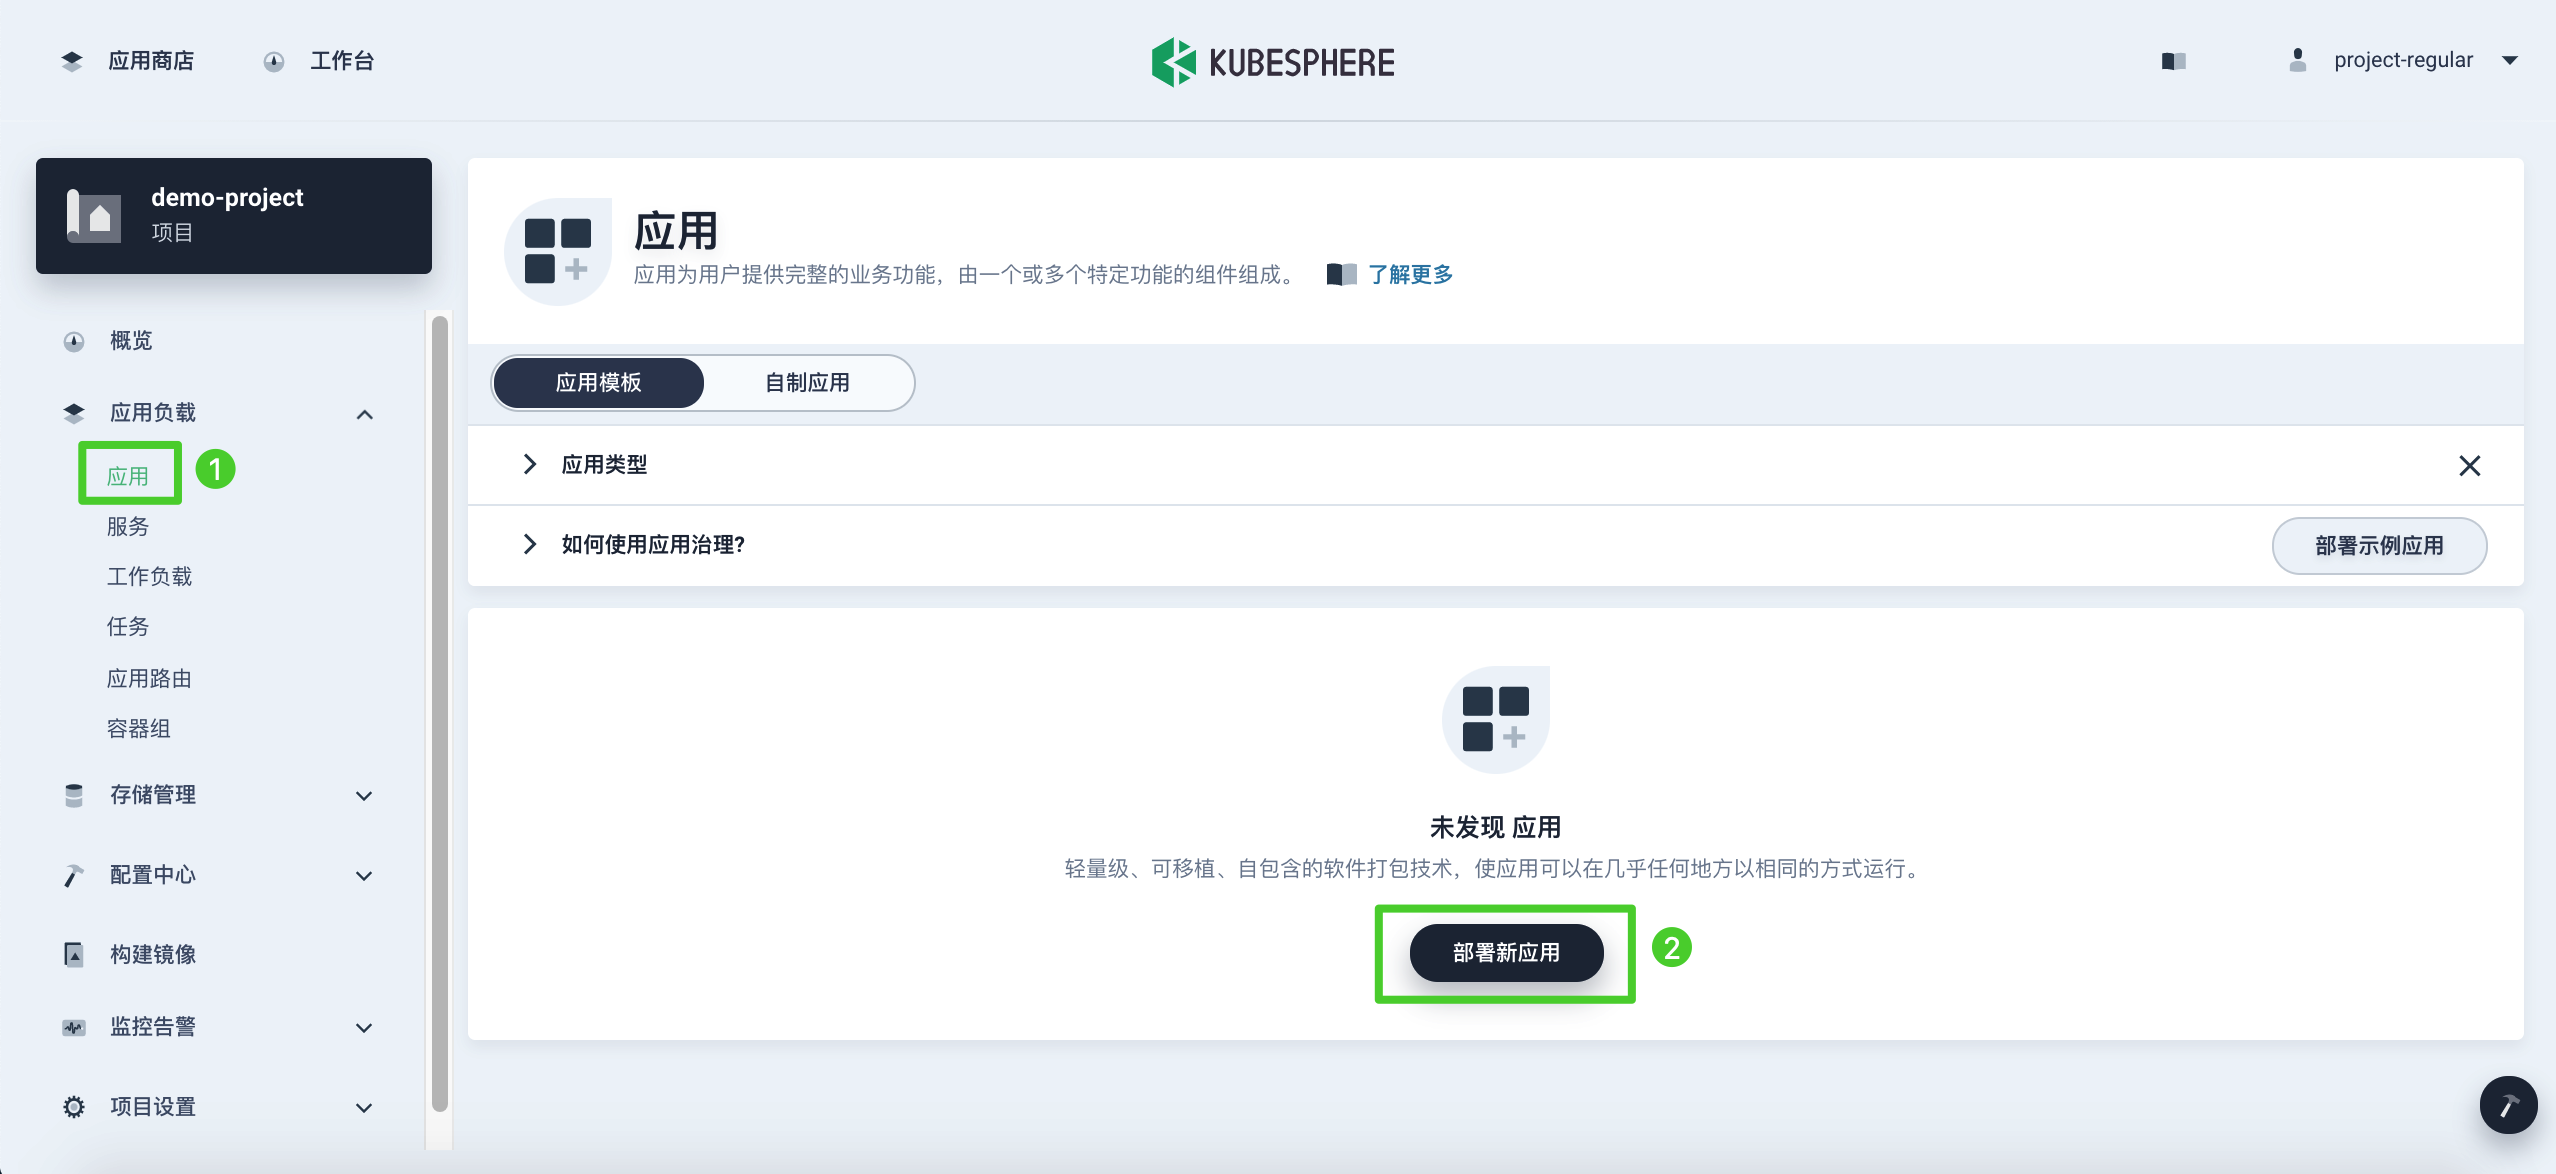 应用商店
工作台
KUBESPHERE
project-regular
demo-project
项目
概览
应用负载
应用
1
服务
工作负载
任务
应用路由
容器组
存储管理
配置中心
构建镜像
监控告警
项目设置
应用
应用为用户提供完整的业务功能，由一个或多个特定功能的组件组成。
了解更多
应用模板
自制应用
应用类型
如何使用应用治理?
部署示例应用
未发现 应用
轻量级、可移植、自包含的软件打包技术，使应用可以在几乎任何地方以相同的方式运行。
部署新应用
2